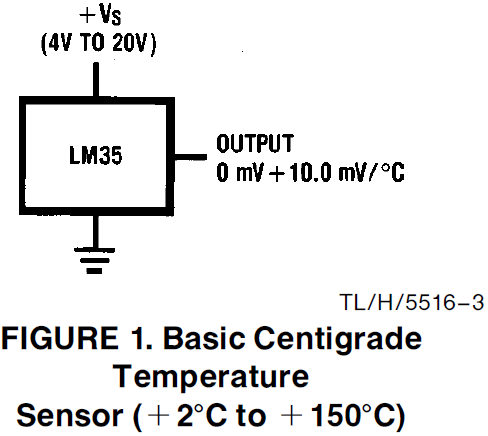 +Vs
(4V TO 20V)
LM35
OUTPUT
0 mV+10.0 mV/°C
TL/H/5516–3
FIGURE 1. Basic Centigrade
Temperature
Sensor (+2°C to +150°C)